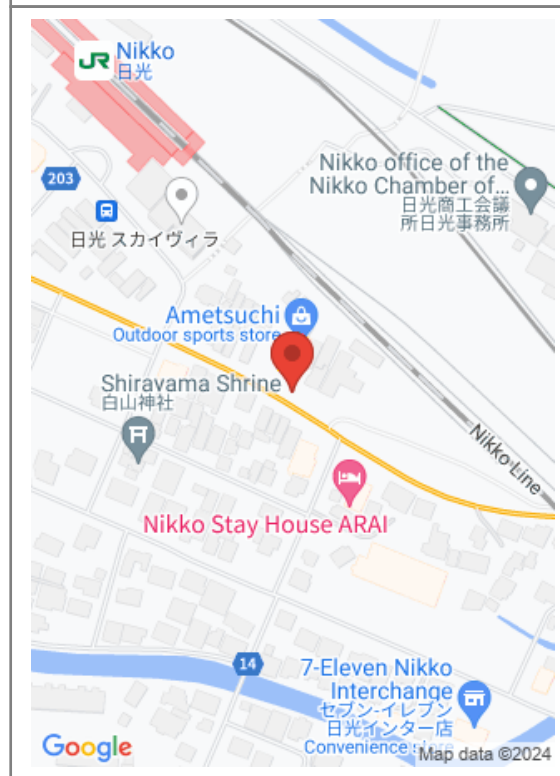 JR
Nikko
日光
203
日光 スカイヴィラ
Nikko office of the
Nikko Chamber of...
日光商工会議
所日光事務所
Ametsuchi
Outdoor sports store
Shirayama Shrine
白山神社
Nikko Line
Nikko Stay House ARAI
14
7-Eleven Nikko
Interchange
セブン-イレブン
日光インター店
Convenience store
Google
Map data ©2024